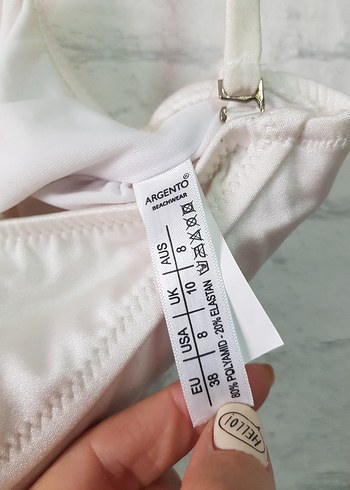 ARGENTO®
BEACHWEAR
AUS 8
UK 10
USA 8
EU 38
80% POLYAMID - 20% ELASTAN
HELLO!